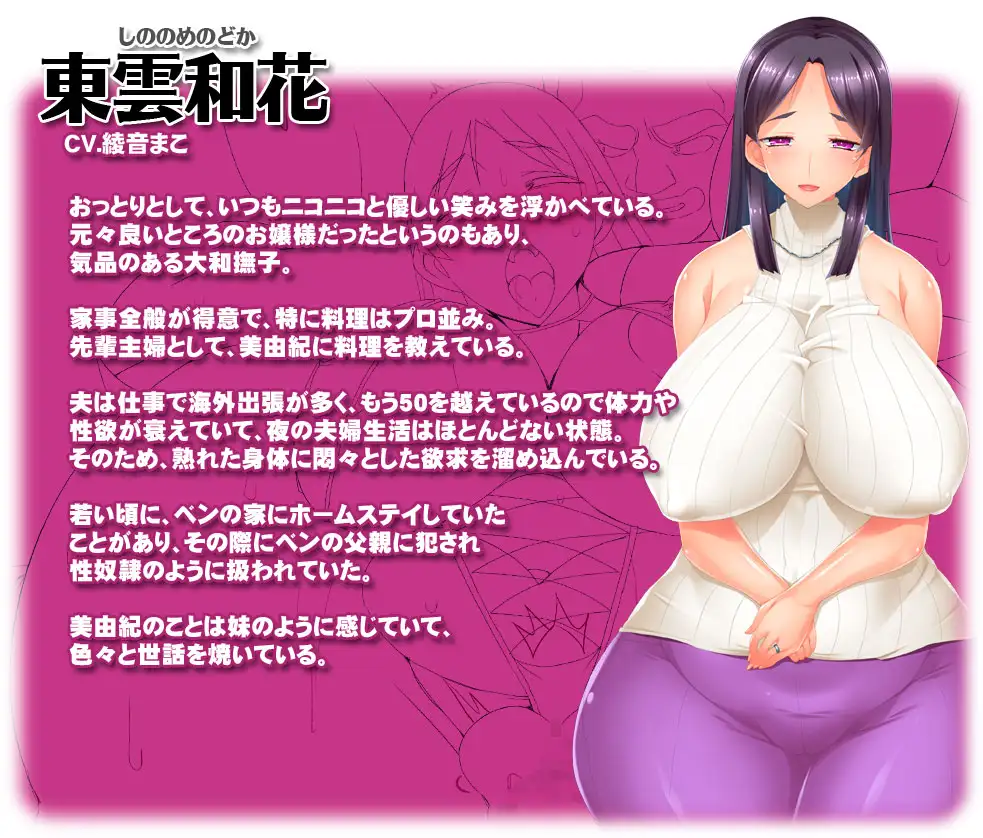 しののめのどか
東雲和花
CV.綾音まこ
おっとりとして、いつもニコニコと優しい笑みを浮かべている。
元々良いところのお嬢様だったというのもあり、
気品のある大和撫子。
家事全般が得意で、特に料理はプロ並み。
先輩主婦として、美由紀に料理を教えている。
夫は仕事で海外出張が多く、もう50を越えているので体力や
性欲が衰えていて、夜の夫婦生活はほとんどない状態。
そのため、熟れた身体に悶々とした欲求を溜め込んでいる。
若い頃に、ベンの家にホームステイしていた
ことがあり、その際にベンの父親に犯され
性奴隷のように扱われていた。
美由紀のことは妹のように感じていて、
色々と世話を焼いている。